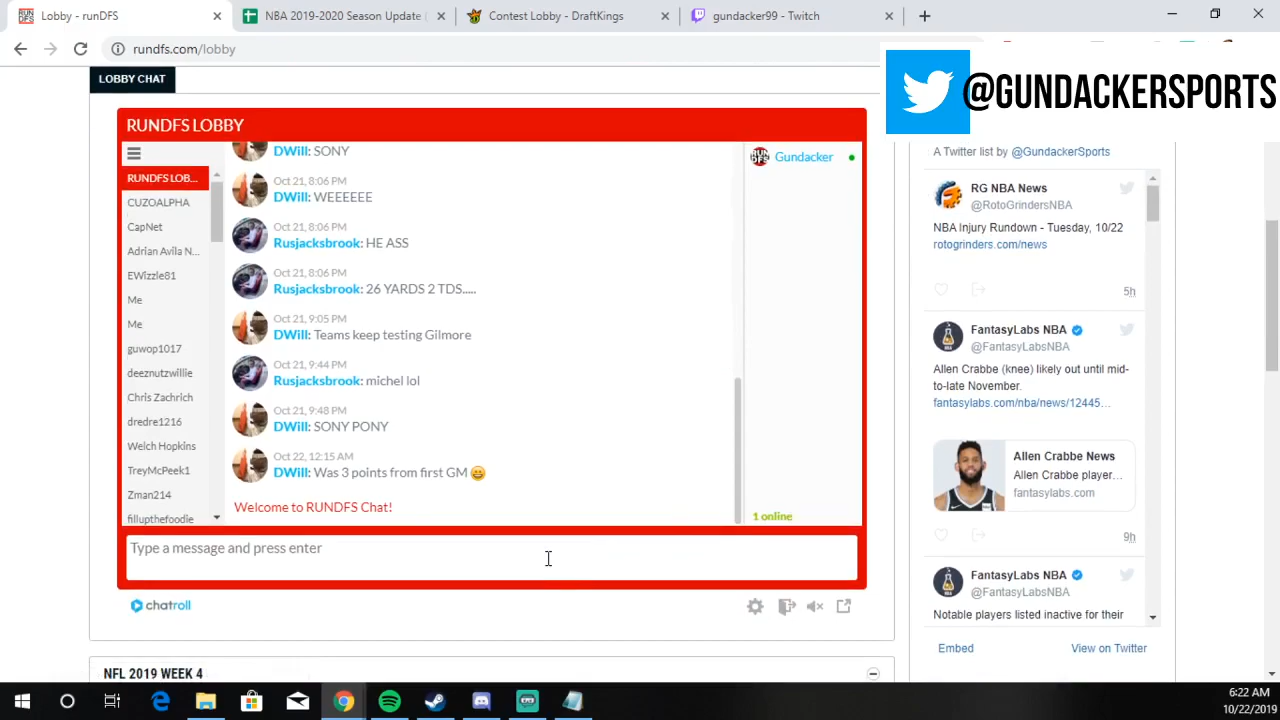 Lobby - runDFS
NBA 2019-2020 Season Update (
Contest Lobby - DraftKings
gundacker99 - Twitch
rundfs.com/lobby
@GUNDACKERSPORTS
LOBBY CHAT
RUNDFS LOBBY
RUNDFS LOB...
CUZOALPHA
CapNet
Adrian Avila N...
EWizzle81
Me
Me
guwop1017
deeznutzwillie
Chris Zachrich
dredre1216
Welch Hopkins
TreyMcPeek1
Zman214
fillupthefoodie
DWill: SONY
Oct 21, 8:06 PM
DWill: WEEEEEE
Oct 21, 8:06 PM
Rusjacksbrook: HE ASS
Oct 21, 8:06 PM
Rusjacksbrook: 26 YARDS 2 TDS.....
Oct 21, 9:05 PM
DWill: Teams keep testing Gilmore
Oct 21, 9:44 PM
Rusjacksbrook: michel lol
Oct 21, 9:48 PM
DWill: SONY PONY
Oct 22, 12:15 AM
DWill: Was 3 points from first GM 😄
Welcome to RUNDFS Chat!
RUN DFS
Gundacker
1 online
Type a message and press enter
chatroll
NFL 2019 WEEK 4
A Twitter list by @GundackerSports
RG NBA News
@RotoGrindersNBA
NBA Injury Rundown - Tuesday, 10/22
rotogrinders.com/news
5h
FantasyLabs NBA
@FantasyLabsNBA
Allen Crabbe (knee) likely out until mid-
to-late November.
fantasylabs.com/nba/news/12445…
Allen Crabbe News
Allen Crabbe player…
fantasylabs.com
9h
FantasyLabs NBA
@FantasyLabsNBA
Notable players listed inactive for their
Embed
View on Twitter
6:22 AM
10/22/2019